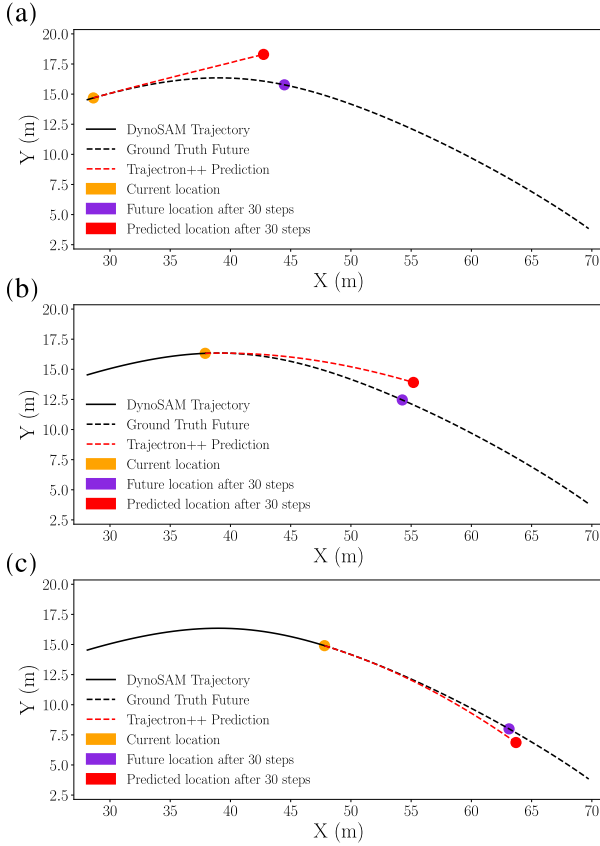 (a)
20.0
17.5
15.0
12.5
10.0
7.5
5.0
2.5
Y (m)
DynoSAM Trajectory
Ground Truth Future
Trajectron++ Prediction
Current location
Future location after 30 steps
Predicted location after 30 steps
30 35 40 45 50 55 60 65 70
X (m)
(b)
20.0
17.5
15.0
12.5
10.0
7.5
5.0
2.5
Y (m)
DynoSAM Trajectory
Ground Truth Future
Trajectron++ Prediction
Current location
Future location after 30 steps
Predicted location after 30 steps
30 35 40 45 50 55 60 65 70
X (m)
(c)
20.0
17.5
15.0
12.5
10.0
7.5
5.0
2.5
Y (m)
DynoSAM Trajectory
Ground Truth Future
Trajectron++ Prediction
Current location
Future location after 30 steps
Predicted location after 30 steps
30 35 40 45 50 55 60 65 70
X (m)